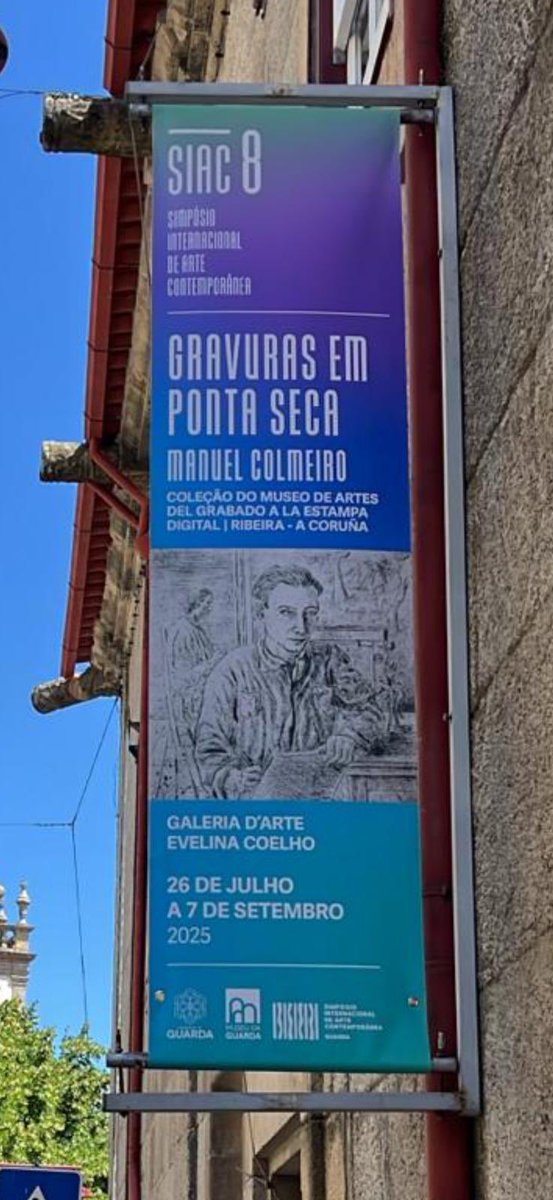 SIAC 8
SIMPÓSIO
INTERNACIONAL
DE ARTE
CONTEMPORÂNEA
GRAVURAS EM
PONTA SECA
MANUEL COLMEIRO
COLEÇÃO DO MUSEO DE ARTES
DEL GRABADO A LA ESTAMPA
DIGITAL | RIBEIRA - A CORUÑA
GALERIA D'ARTE
EVELINA COELHO
26 DE JULHO
A 7 DE SETEMBRO
2025
GUARDA
MUSEU DA
GUARDA
SIMPÓSIO
INTERNACIONAL
DE ARTE
CONTEMPORÂNEA
GUARDA